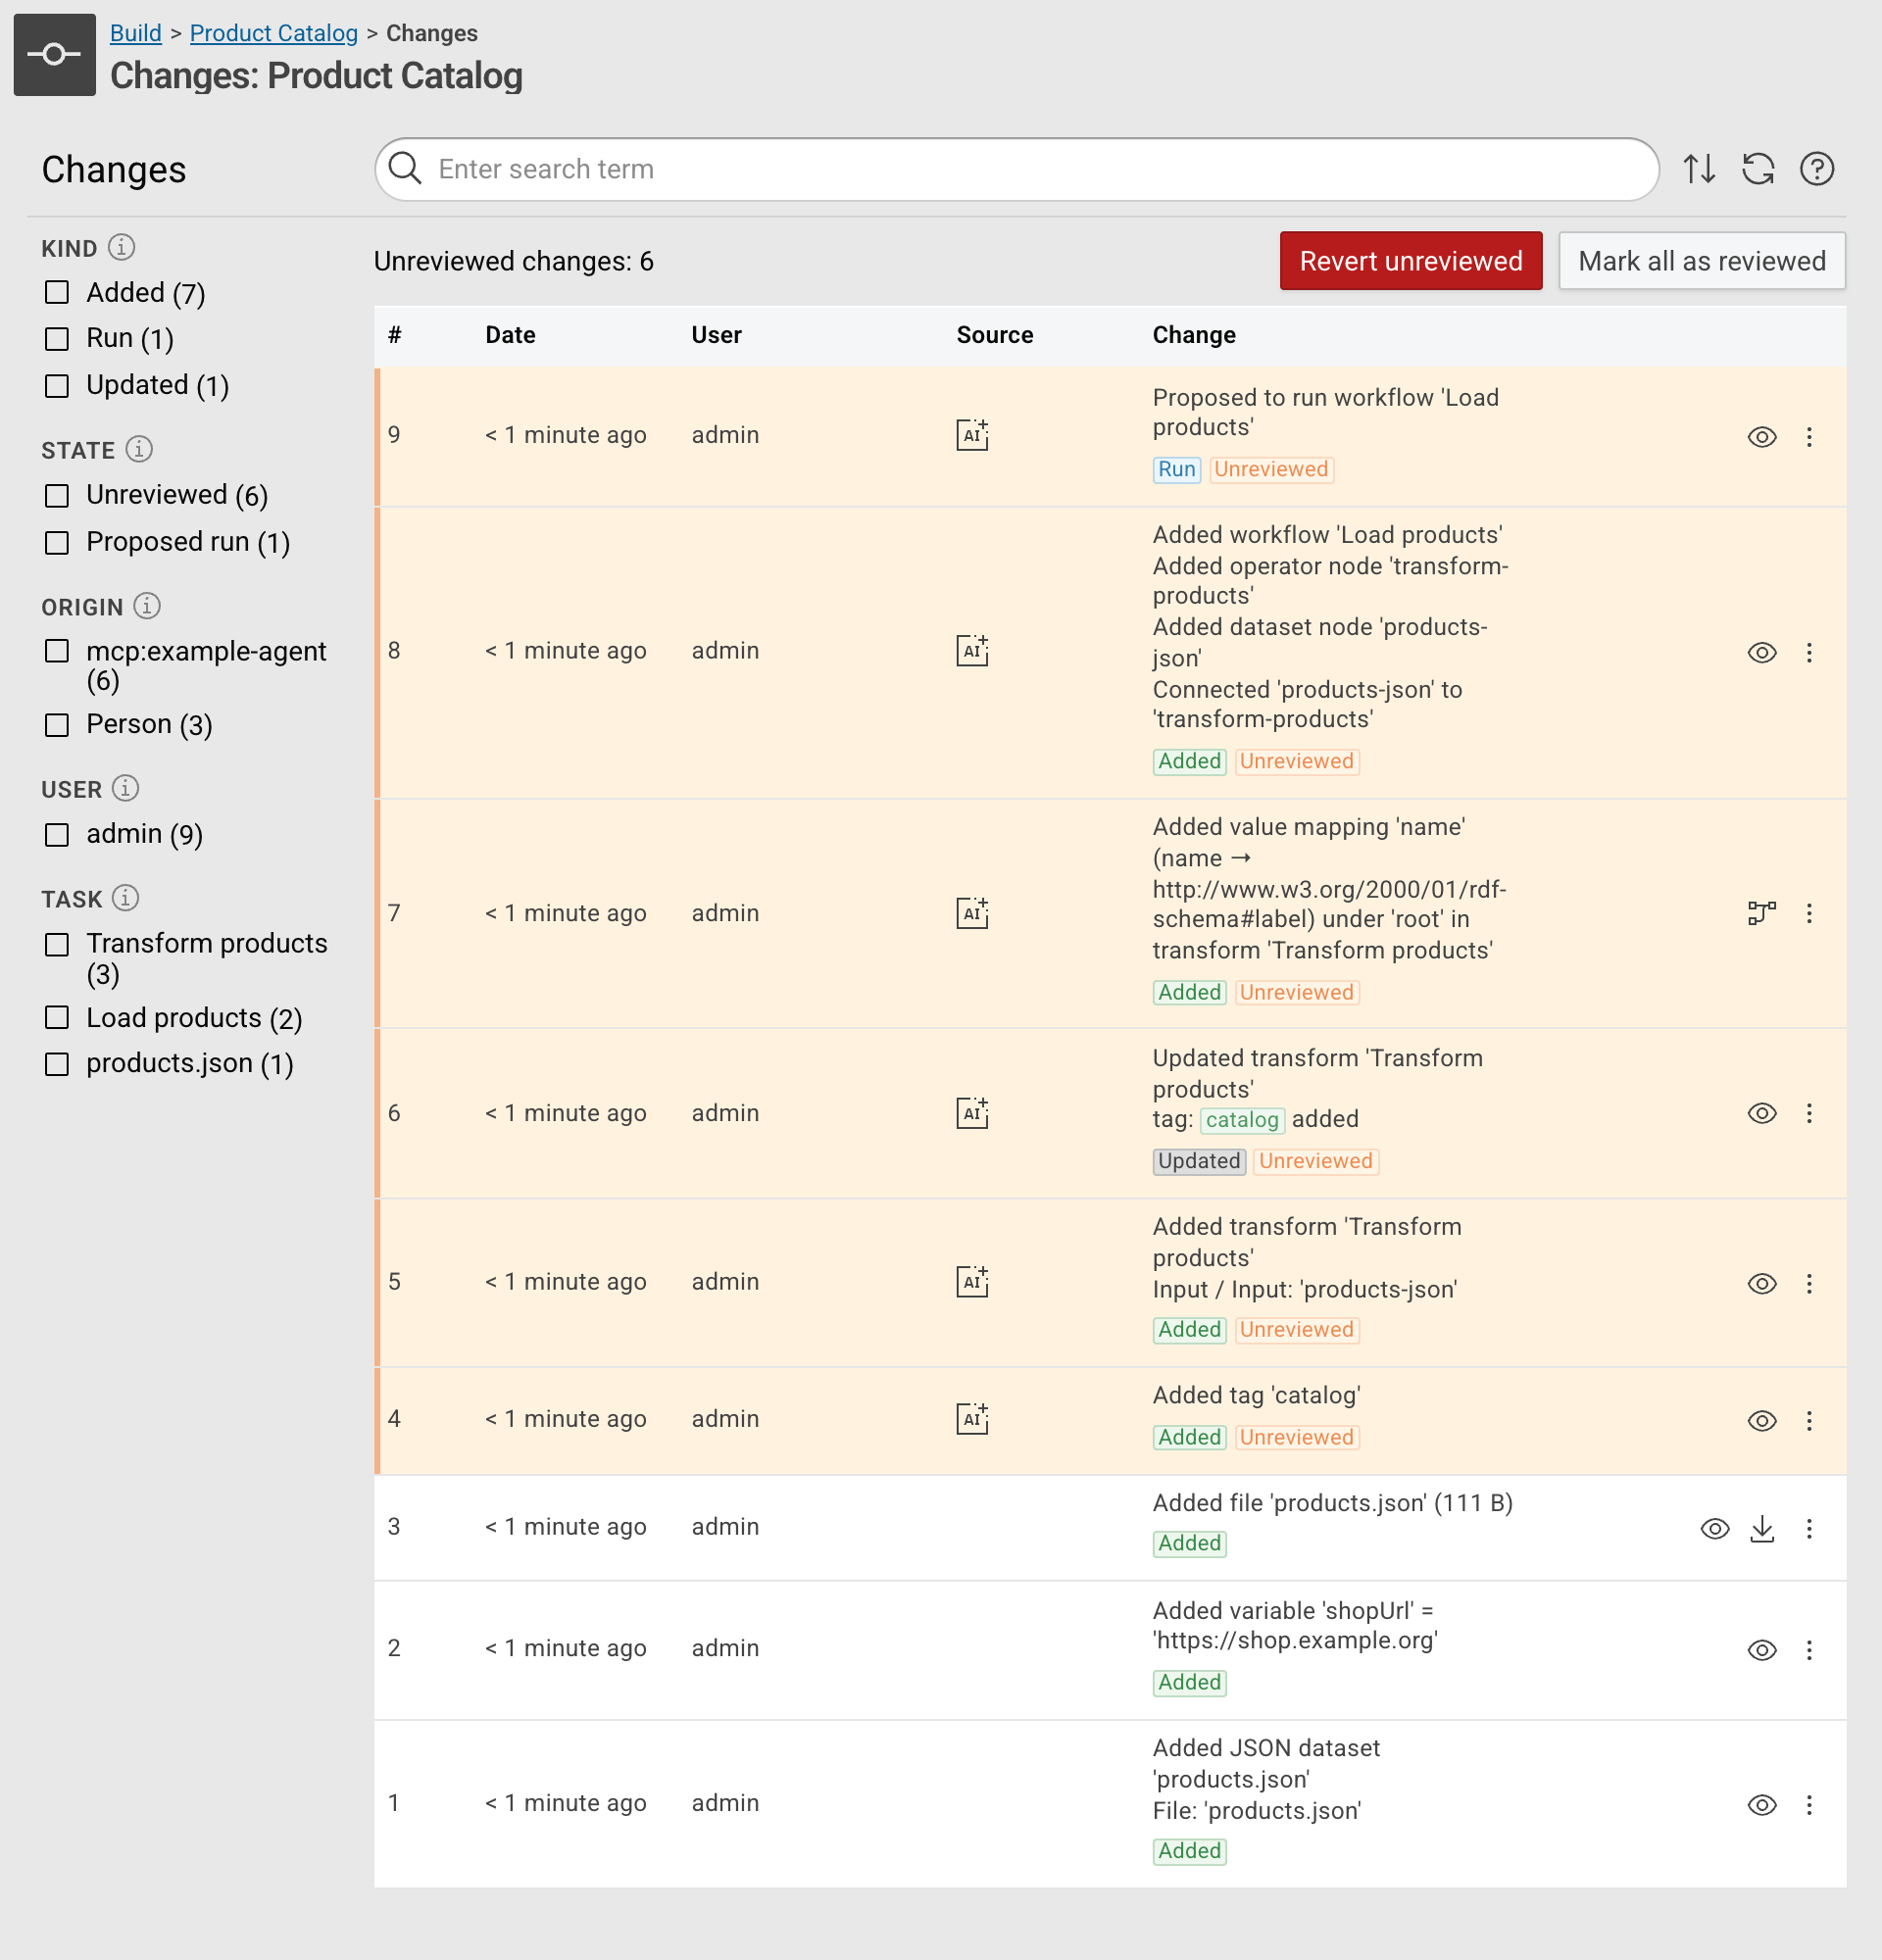 Build > Product Catalog > Changes
Changes: Product Catalog
Changes
Enter search term
KIND
Added (7)
Run (1)
Updated (1)
STATE
Unreviewed (6)
Proposed run (1)
ORIGIN
mcp:example-agent
(6)
Person (3)
USER
admin (9)
TASK
Transform products
(3)
Load products (2)
products.json (1)
Unreviewed changes: 6
Revert unreviewed
Mark all as reviewed
# Date User Source Change
9 < 1 minute ago admin AI
Proposed to run workflow 'Load
products'
Run Unreviewed
8 < 1 minute ago admin AI
Added workflow 'Load products'
Added operator node 'transform-
products'
Added dataset node 'products-
json'
Connected 'products-json' to
'transform-products'
Added Unreviewed
7 < 1 minute ago admin AI
Added value mapping 'name'
(name →
http://www.w3.org/2000/01/rdf-
schema#label) under 'root' in
transform 'Transform products'
Added Unreviewed
6 < 1 minute ago admin AI
Updated transform 'Transform
products'
tag: catalog added
Updated Unreviewed
5 < 1 minute ago admin AI
Added transform 'Transform
products'
Input / Input: 'products-json'
Added Unreviewed
4 < 1 minute ago admin AI
Added tag 'catalog'
Added Unreviewed
3 < 1 minute ago admin
Added file 'products.json' (111 B)
Added
2 < 1 minute ago admin
Added variable 'shopUrl' =
'https://shop.example.org'
Added
1 < 1 minute ago admin
Added JSON dataset
'products.json'
File: 'products.json'
Added